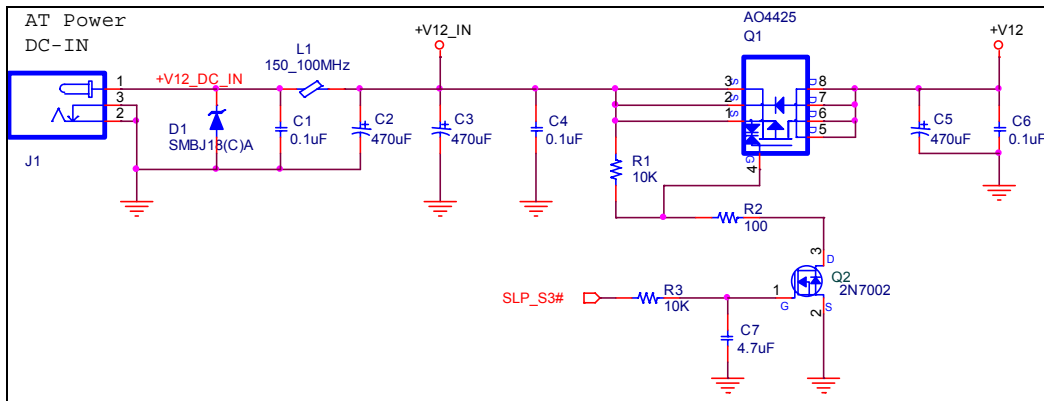 AT Power
DC-IN
J1
1
3
2
+V12_DC_IN
D1
SMBJ18(C)A
C1
0.1uF
L1
150_100MHz
C2
470uF
+V12_IN
C3
470uF
C4
0.1uF
R1
10K
AO4425
Q1
3
2
1
S
S
S
G
4
D
D
D
D
8
7
6
5
+V12
C5
470uF
C6
0.1uF
R2
100
SLP_S3#
R3
10K
C7
4.7uF
1
G
3
D
Q2
2N7002
2
S